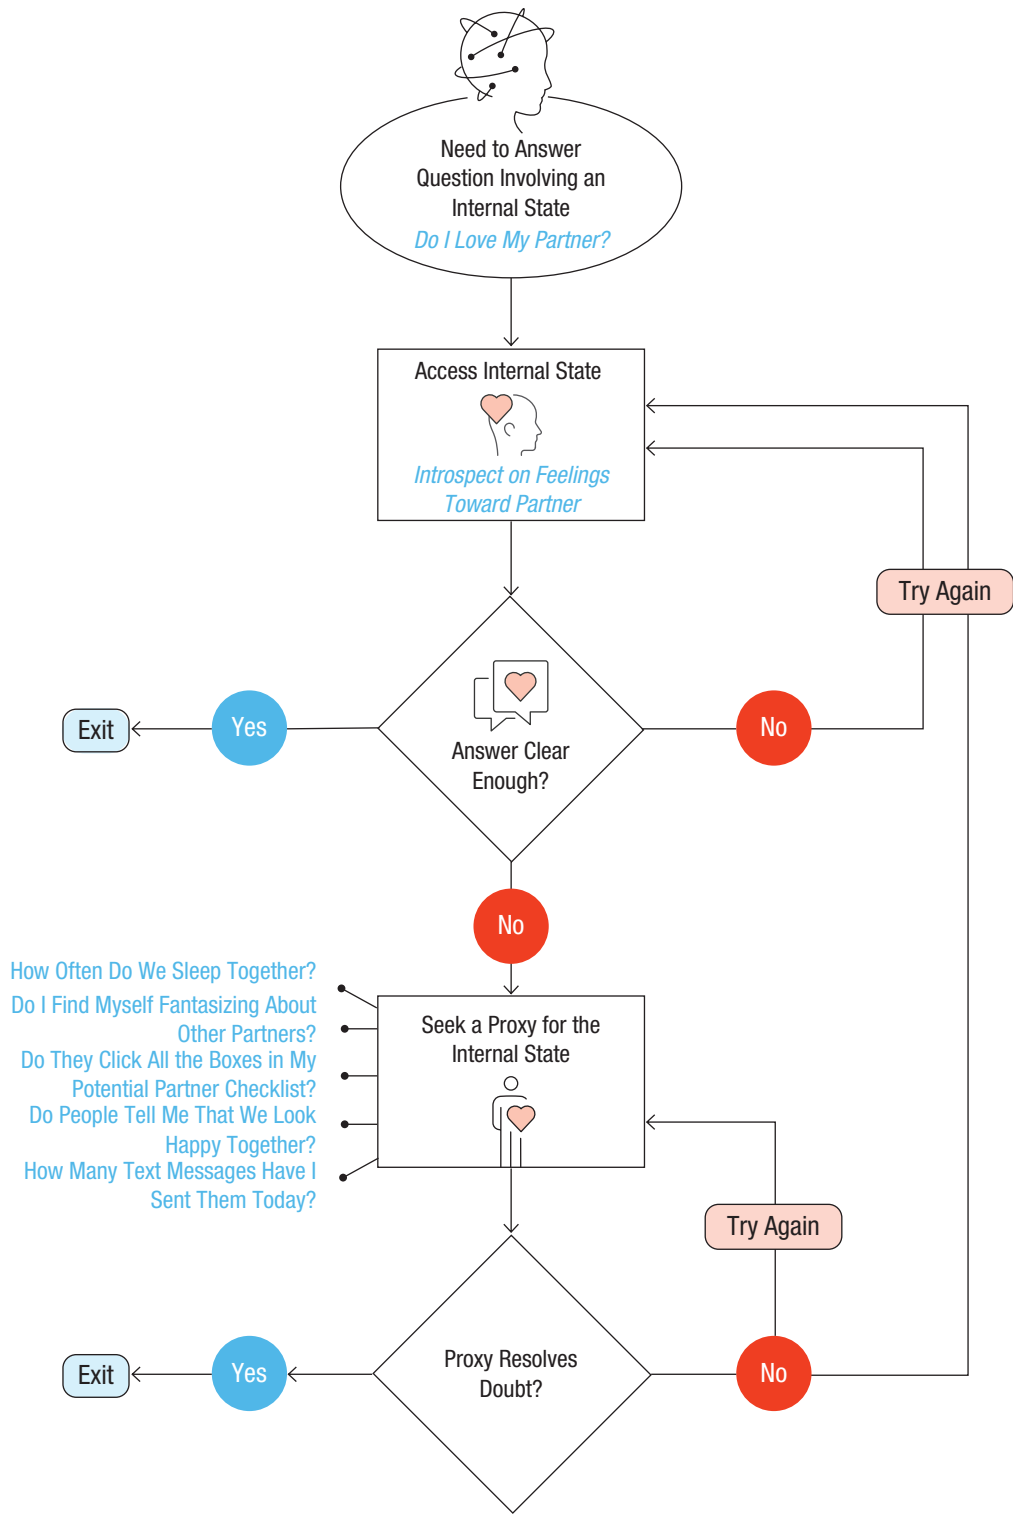 Need to Answer
Question Involving an
Internal State
Do I Love My Partner?
Access Internal State
Introspect on Feelings
Toward Partner
Try Again
Answer Clear
Enough?
Exit
Yes
No
No
How Often Do We Sleep Together?
Do I Find Myself Fantasizing About
Other Partners?
Do They Click All the Boxes in My
Potential Partner Checklist?
Do People Tell Me That We Look
Happy Together?
How Many Text Messages Have I
Sent Them Today?
Seek a Proxy for the
Internal State
Try Again
Proxy Resolves
Doubt?
Exit
Yes
No